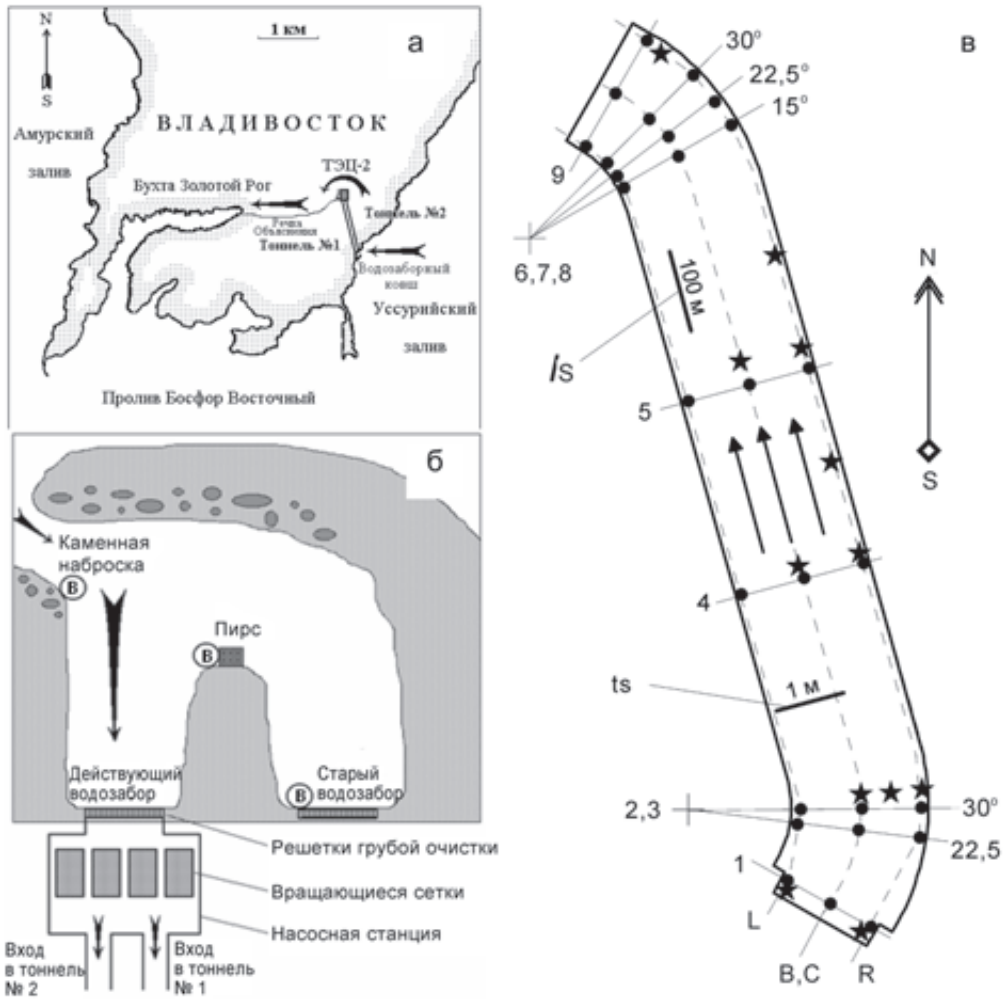 N
S
1 км
а
Амурский
залив
ВЛАДИВОСТОК
ТЭЦ-2
Бухта Золотой Рог
Тоннель №2
Речка
Объяснения
Тоннель №1
Водозаборный
ковш
Уссурийский
залив
Пролив Босфор Восточный
б
Каменная
наброска
В
Пирс
В
Действующий
водозабор
Старый
водозабор
В
Решетки грубой очистки
Вращающиеся сетки
Насосная станция
Вход
в тоннель
№ 2
Вход
в тоннель
№ 1
в
30°
22,5°
15°
9
6,7,8
100 м
ls
N
S
5
4
ts
1 м
2,3
30°
22,5
1
L
B,C
R